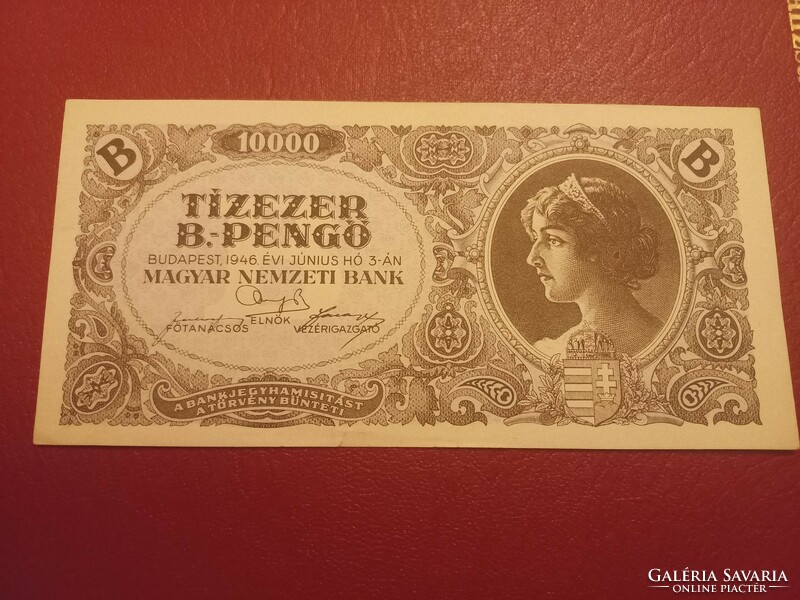 B
10000
B
TÍZEZER
B.-PENGŐ
BUDAPEST, 1946. ÉVI JÚNIUS HÓ 3-ÁN
MAGYAR NEMZETI BANK
FŐTANÁCSOS ELNÖK VEZÉRIGAZGATÓ
A BANKJEGYHAMISÍTÁST
A TÖRVÉNY BÜNTETI
GALÉRIA SAVARIA
ONLINE PIACTÉR